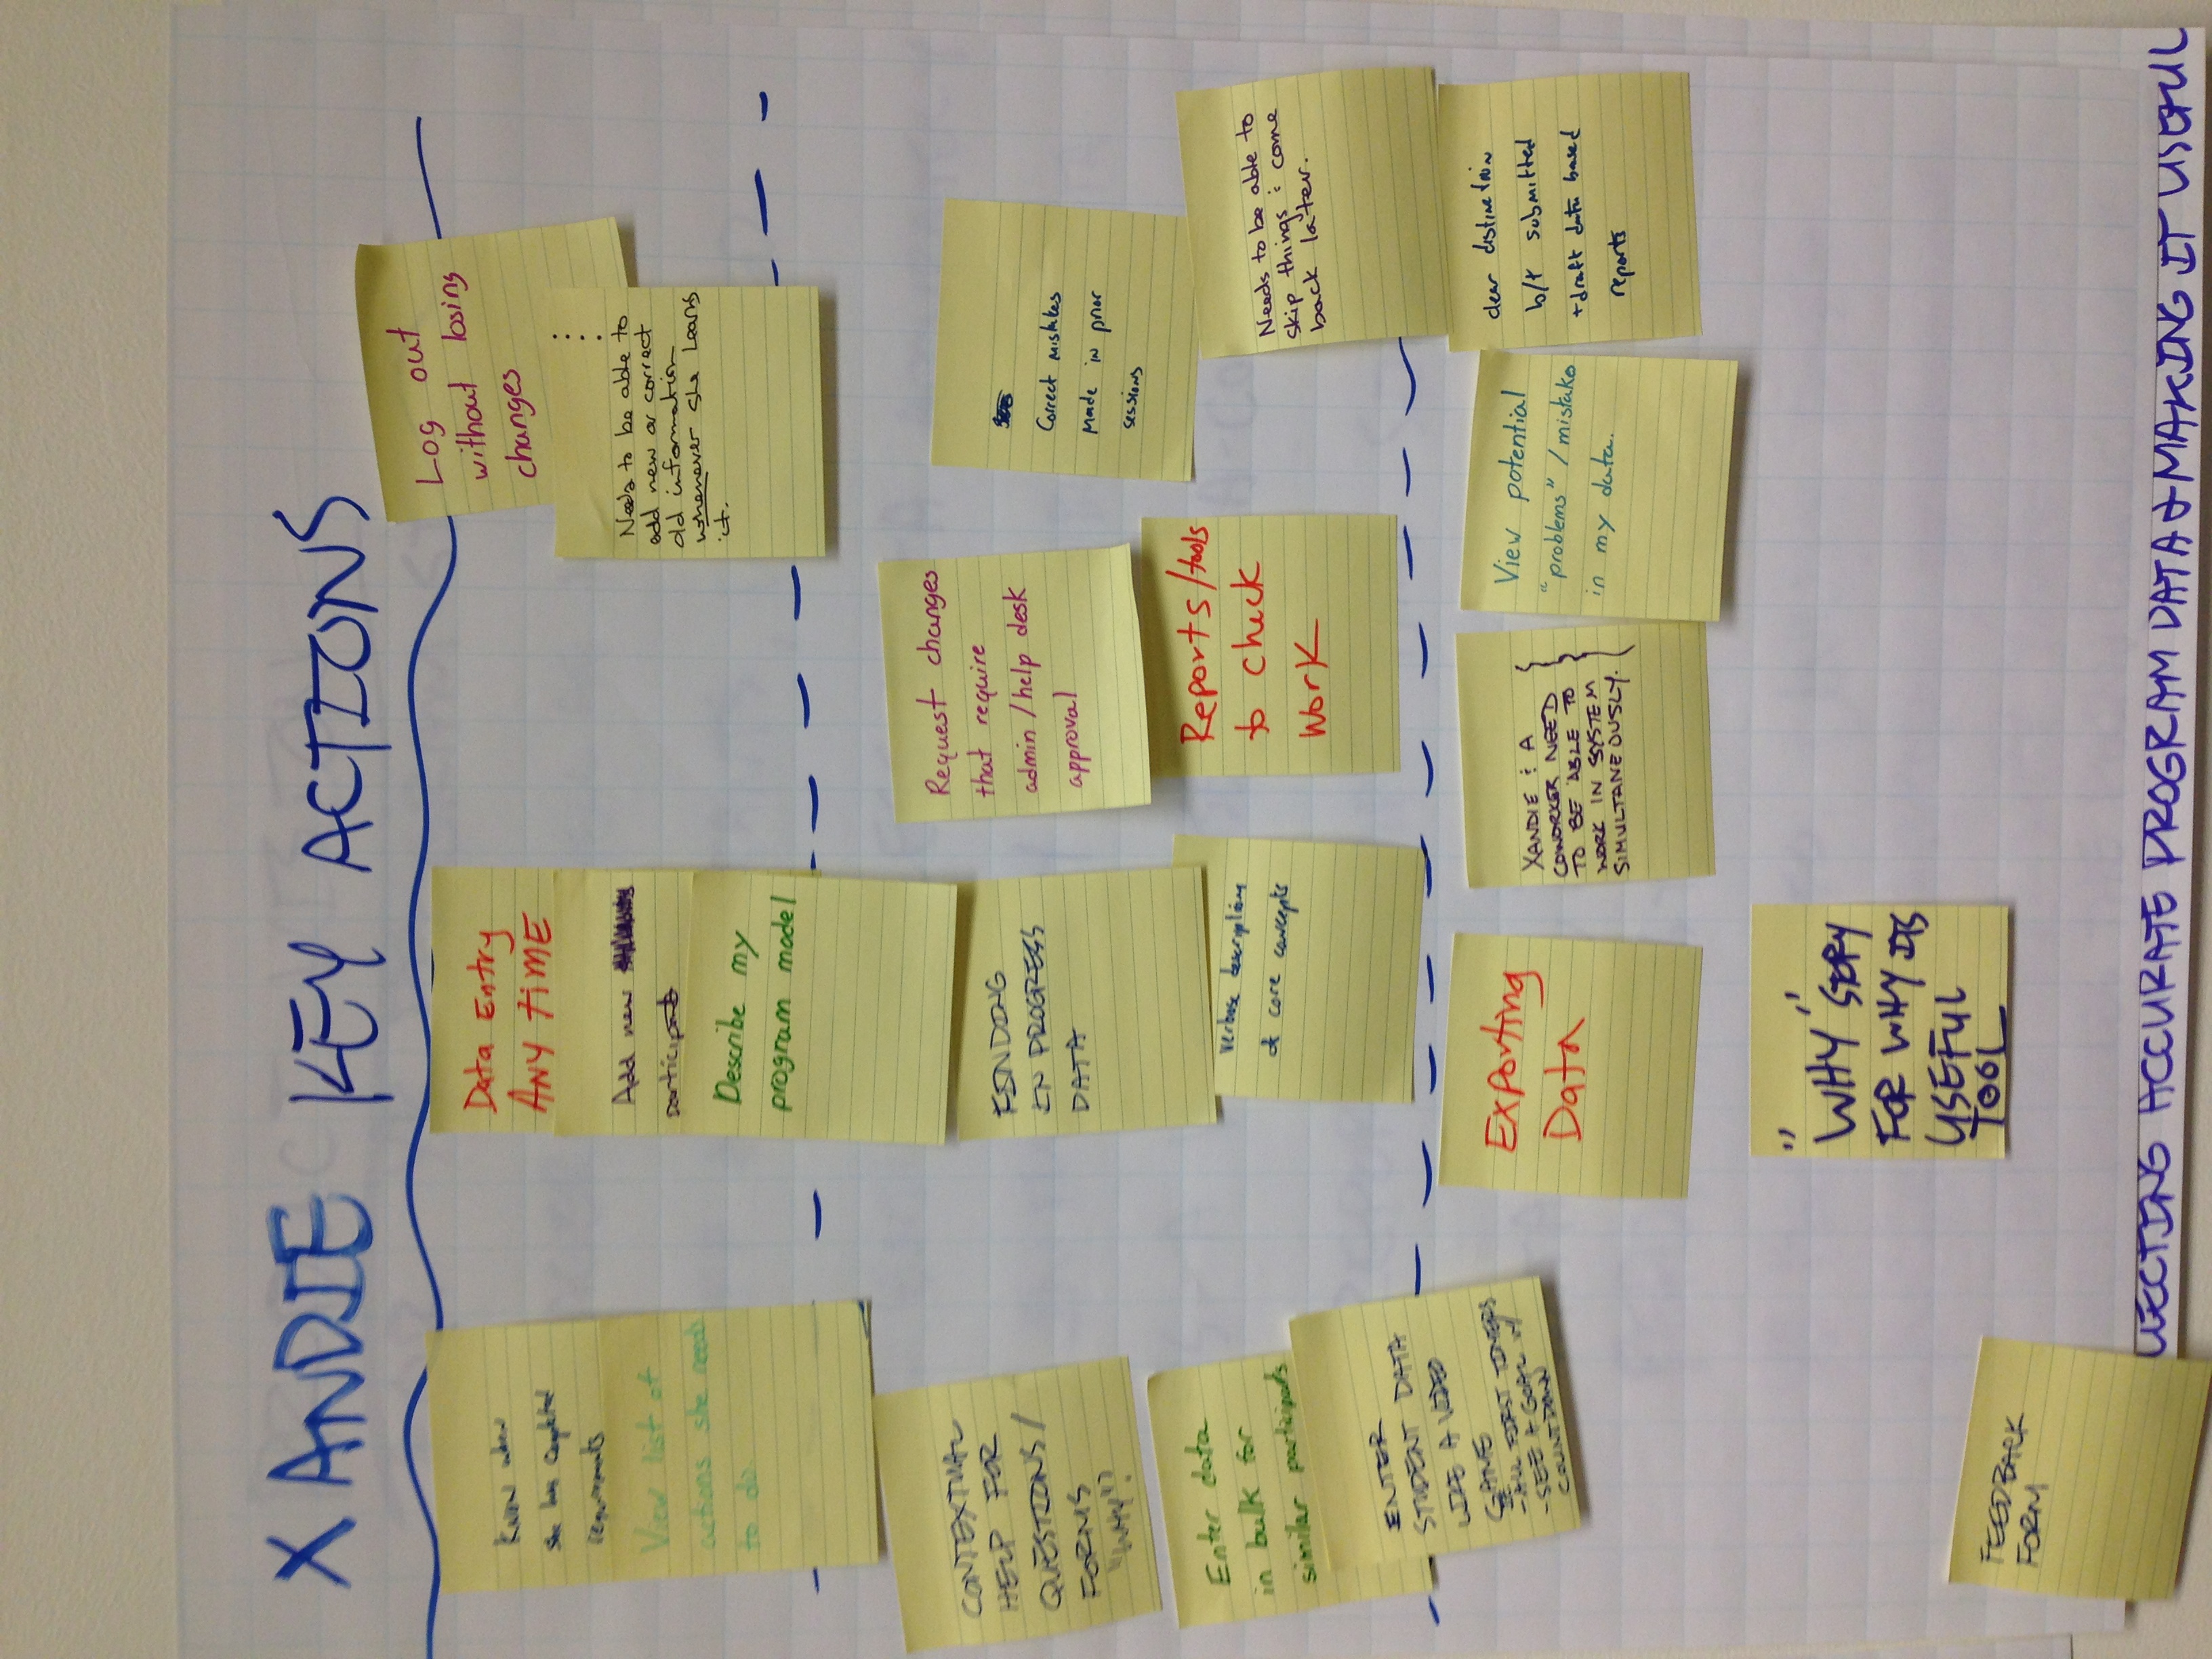 XANDIE KEY ACTIONS
Know when
she has completed
requirements
View list of
actions she needs
to do.
Data Entry
ANY TIME
Add new
participant
Describe my
program model
Log out
without losing
changes
Needs to be able to
add new or correct
old information
whenever she learns
it.
CONTEXTUAL
HELP FOR
QUESTIONS/
FORMS
"WHY"?
FINDING
IN PROGRESS
DATA
Request changes
that require
admin/help desk
approval
Correct mistakes
made in prior
sessions
Enter data
in bulk for
similar participants
verbose description
of core concepts
Reports/tools
to check
work
Needs to be able to
skip things & come
back later.
ENTER
STUDENT DATA
LIKE A VIDEO
GAME
IE
-ALL FIRST TIMERS
-SEE A GOAL W/
COUNTDOWN
Exporting
Data
XANDIE & A
COWORKER NEED
TO BE ABLE TO
WORK IN SYSTEM
SIMULTANEOUSLY.
View potential
"problems"/mistake
in my data.
clear distinction
b/t submitted
+draft data based
reports
"WHY" STORY
FOR WHY ITS
USEFUL
TOOL
FEEDBACK
FORM
LLECTING ACCURATE PROGRAM DATA & MAKING IT USEFUL